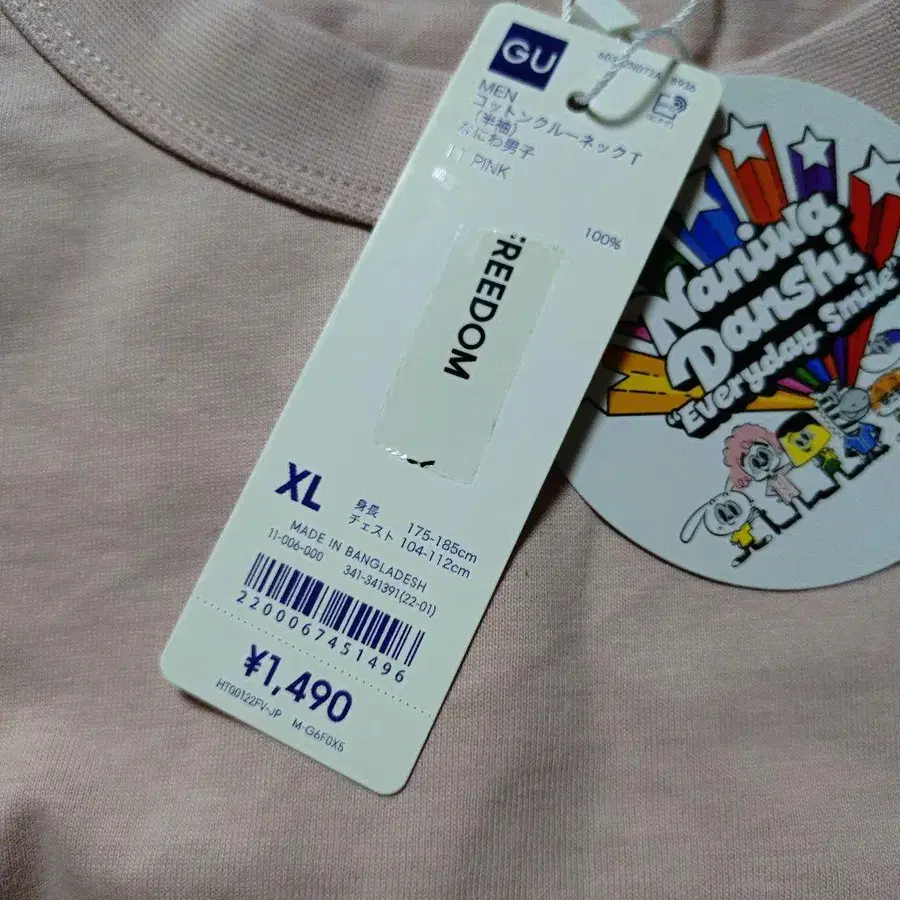 GU
MEN
コットンクルーネックT
(半袖)
なにわ男子
11 PINK
100%
FREEDOM
XL
身長 175-185cm
チェスト 104-112cm
MADE IN BANGLADESH
11-006-000 341-341391(22-01)
2200067451496
¥1,490
HT00122FV-JP M-G6F0X5
Naniwa
Danshi
"Everyday Smile"